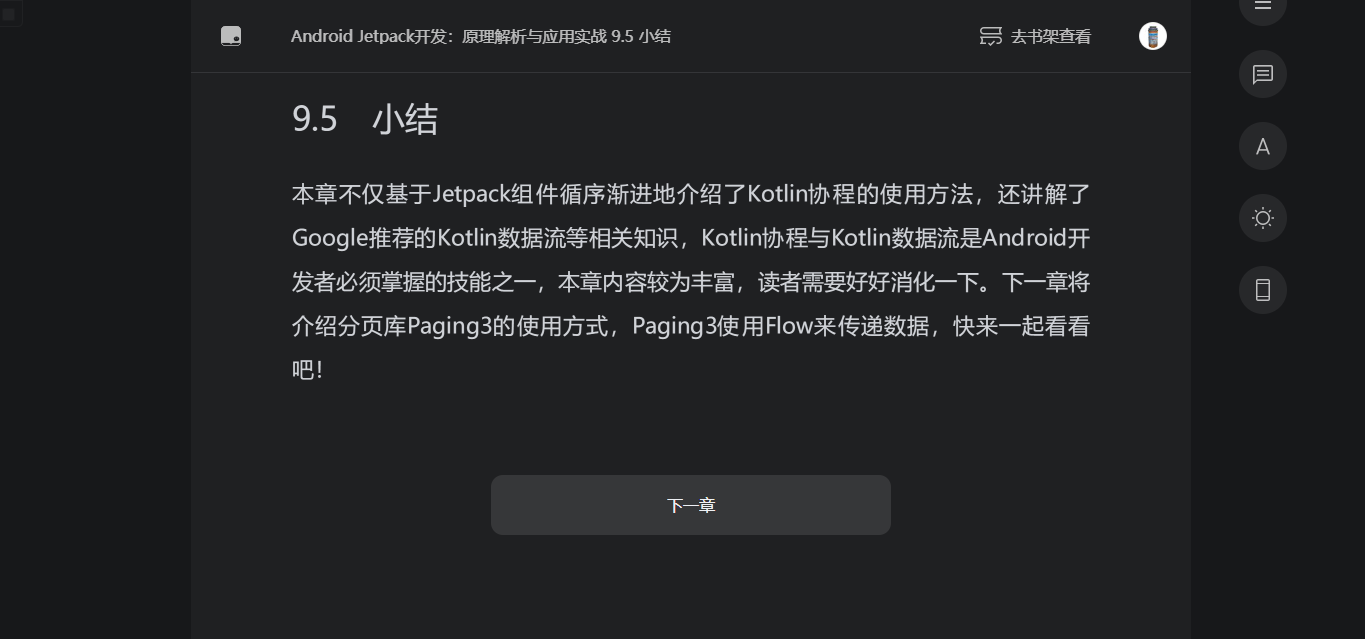 Android Jetpack开发：原理解析与应用实战 9.5 小结
去书架查看
9.5 小结
本章不仅基于Jetpack组件循序渐进地介绍了Kotlin协程的使用方法，还讲解了
Google推荐的Kotlin数据流等相关知识，Kotlin协程与Kotlin数据流是Android开
发者必须掌握的技能之一，本章内容较为丰富，读者需要好好消化一下。下一章将
介绍分页库Paging3的使用方式，Paging3使用Flow来传递数据，快来一起看看
吧！
A
下一章